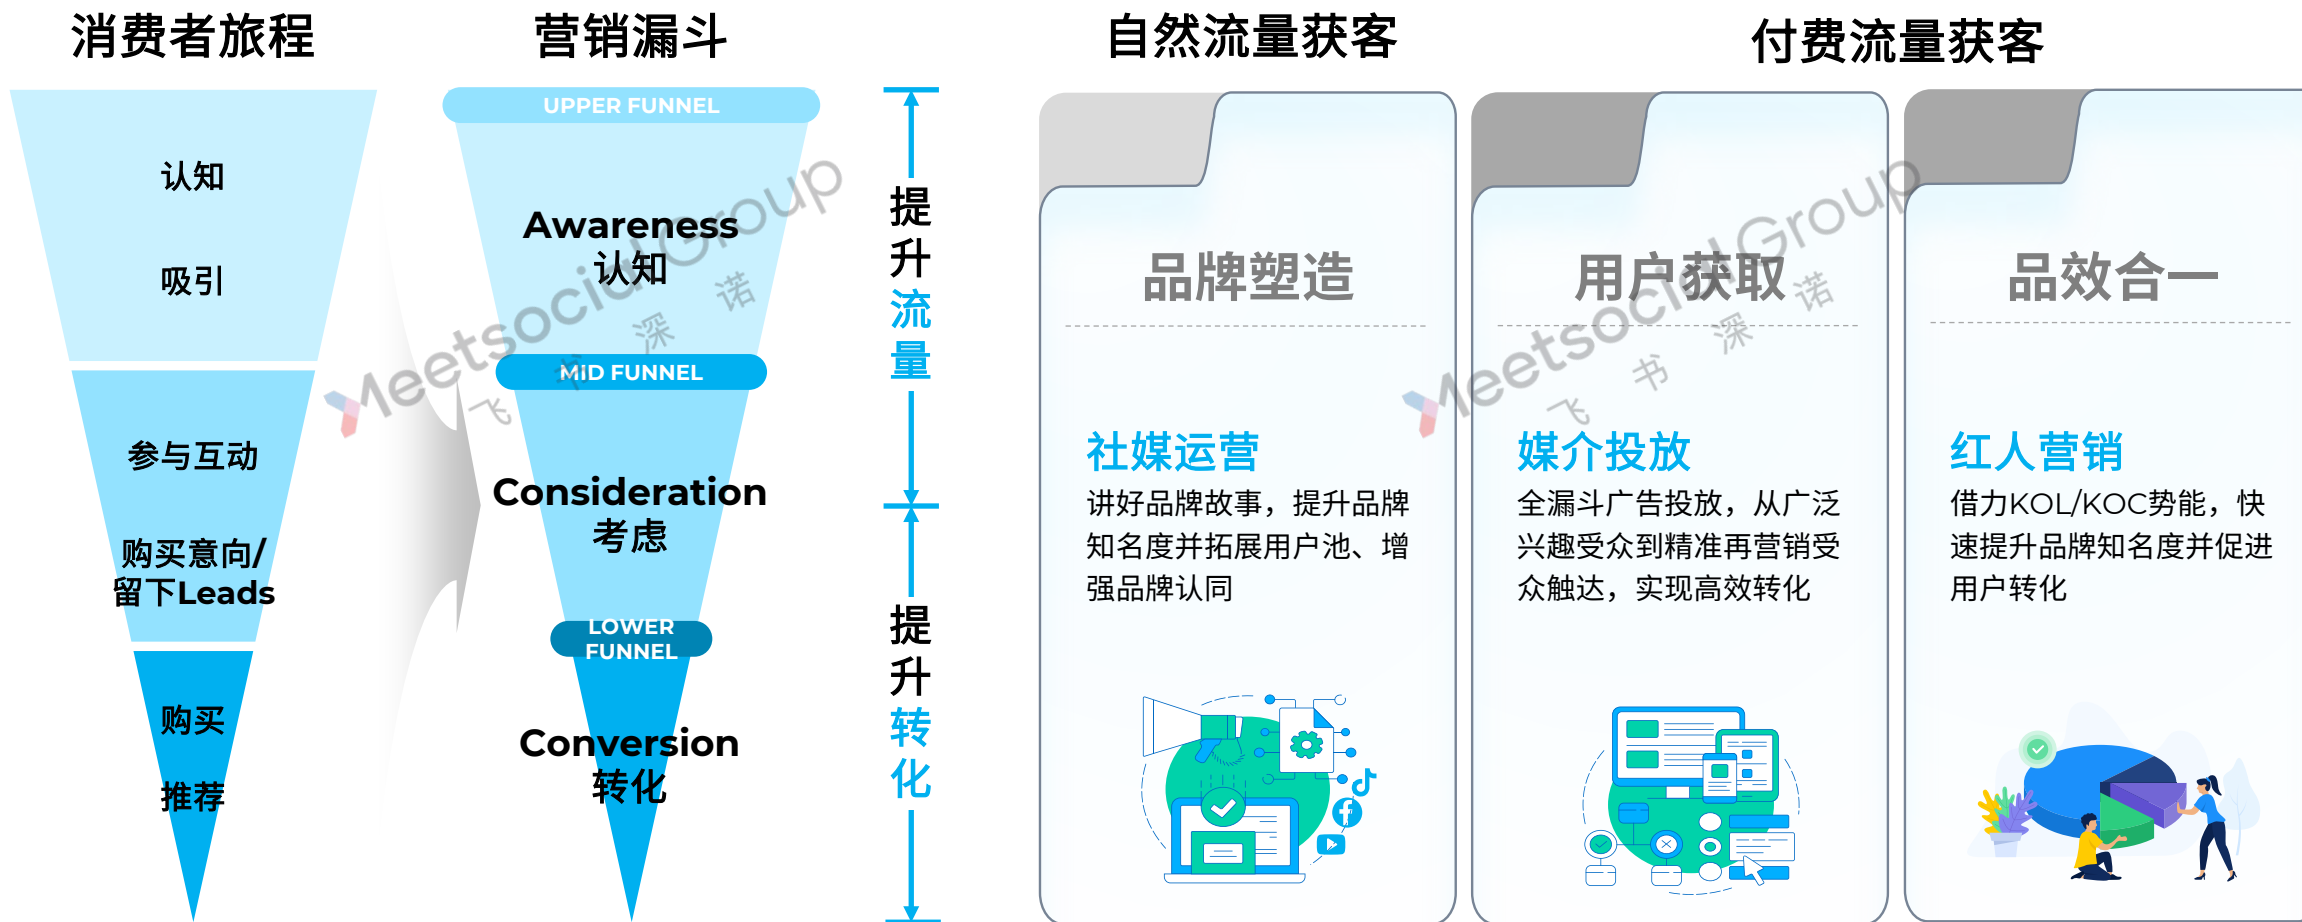 消费者旅程
认知
吸引
参与互动
购买意向/
留下Leads
购买
推荐
营销漏斗
UPPER FUNNEL
Awareness
认知
MID FUNNEL
Consideration
考虑
LOWER
FUNNEL
Conversion
转化
提升流量
提升转化
自然流量获客
品牌塑造
社媒运营
讲好品牌故事，提升品牌
知名度并拓展用户池、增
强品牌认同
付费流量获客
用户获取
媒介投放
全漏斗广告投放，从广泛
兴趣受众到精准再营销受
众触达，实现高效转化
品效合一
红人营销
借力KOL/KOC势能，快
速提升品牌知名度并促进
用户转化
Meetsocial Group
飞书深诺
Meetsocial Group
飞书深诺